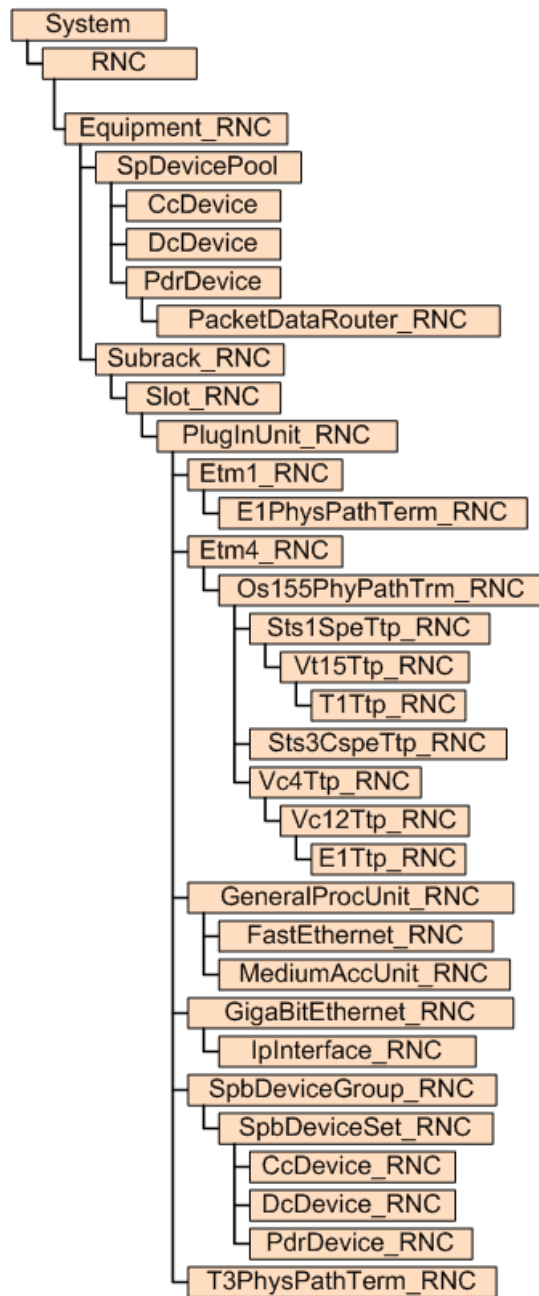 System
RNC
Equipment_RNC
SpDevicePool
CcDevice
DcDevice
PdrDevice
PacketDataRouter_RNC
Subrack_RNC
Slot_RNC
PlugInUnit_RNC
Etm1_RNC
E1PhysPathTerm_RNC
Etm4_RNC
Os155PhyPathTrm_RNC
Sts1SpeTtp_RNC
Vt15Ttp_RNC
T1Ttp_RNC
Sts3CspeTtp_RNC
Vc4Ttp_RNC
Vc12Ttp_RNC
E1Ttp_RNC
GeneralProcUnit_RNC
FastEthernet_RNC
MediumAccUnit_RNC
GigaBitEthernet_RNC
IpInterface_RNC
SpbDeviceGroup_RNC
SpbDeviceSet_RNC
CcDevice_RNC
DcDevice_RNC
PdrDevice_RNC
T3PhysPathTerm_RNC